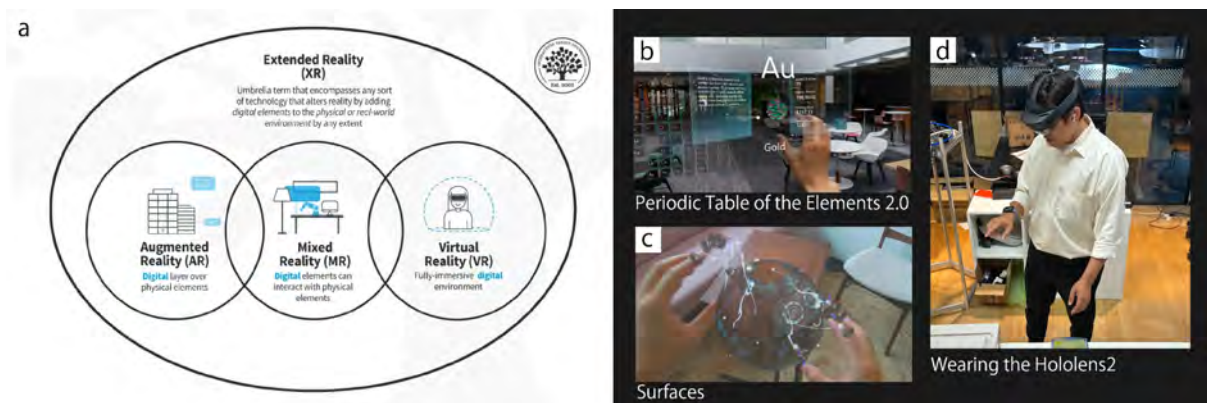 a
Extended Reality
(XR)
Umbrella term that encompasses any sort
of technology that alters reality by adding
digital elements to the physical or real-world
environment by any extent
Augmented
Reality (AR)
Digital layer over
physical elements
Mixed
Reality (MR)
Digital elements can
interact with physical
elements
Virtual
Reality (VR)
Fully-immersive digital
environment
b
Au
Gold
Periodic Table of the Elements 2.0
c
Surfaces
d
Wearing the Hololens2